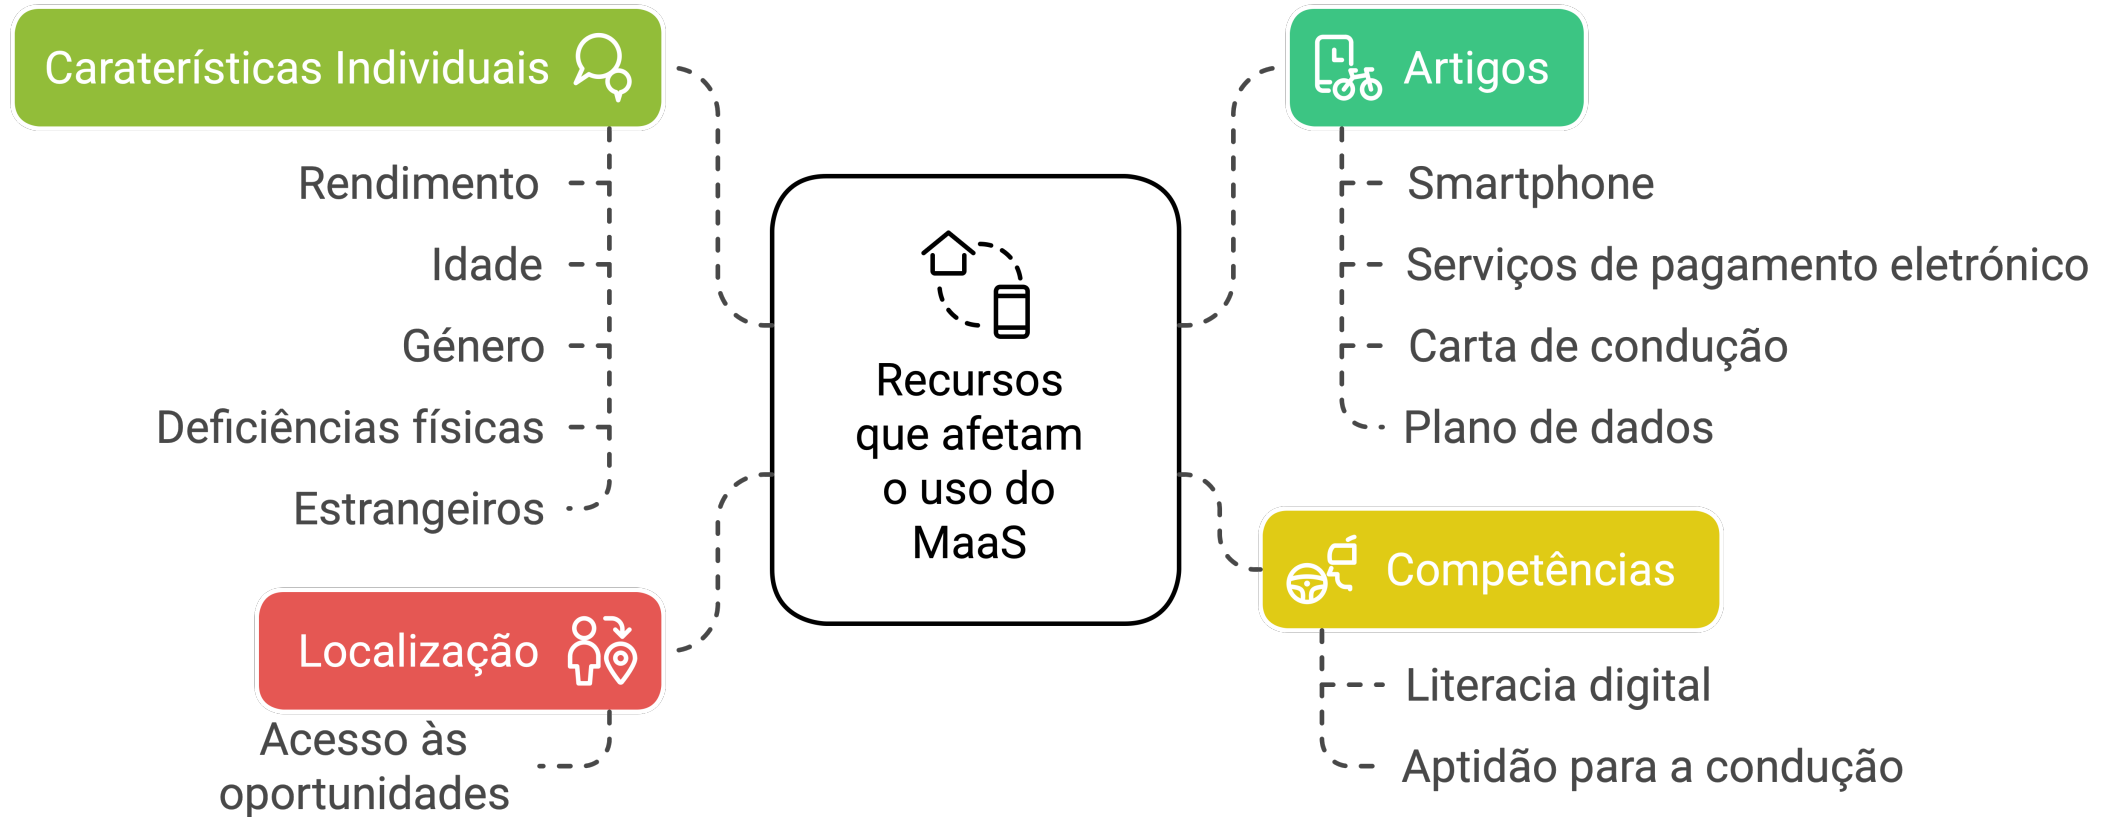 Caraterísticas Individuais
Rendimento
Idade
Género
Deficiências físicas
Estrangeiros
Localização
Acesso às
oportunidades
Recursos
que afetam
o uso do
MaaS
Artigos
Smartphone
Serviços de pagamento eletrónico
Carta de condução
Plano de dados
Competências
Literacia digital
Aptidão para a condução